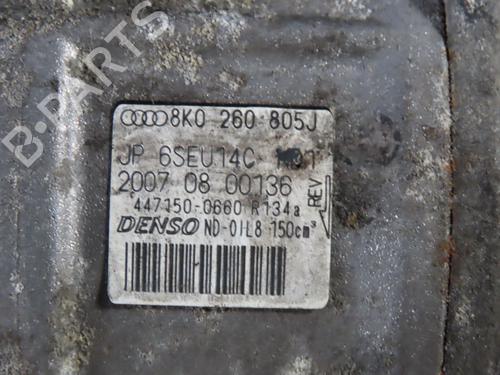 B-PARTS
8K0 260 805J
JP 6SEU14C
2007 08 00136
REV
447150-0660 R134a
DENSO ND-OIL8 150cm³